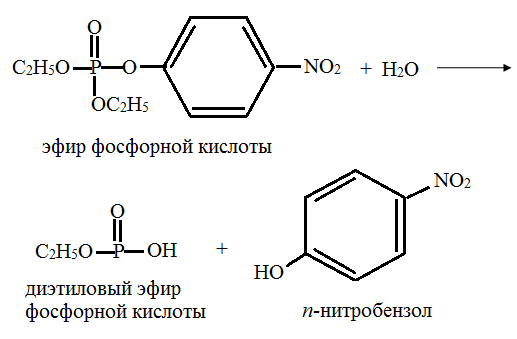 O
C₂H₅O P O NO₂ + H₂O
OC₂H₅
эфир фосфорной кислоты
O
C₂H₅O P OH + HO NO₂
диэтиловый эфир
фосфорной кислоты
n-нитробензол